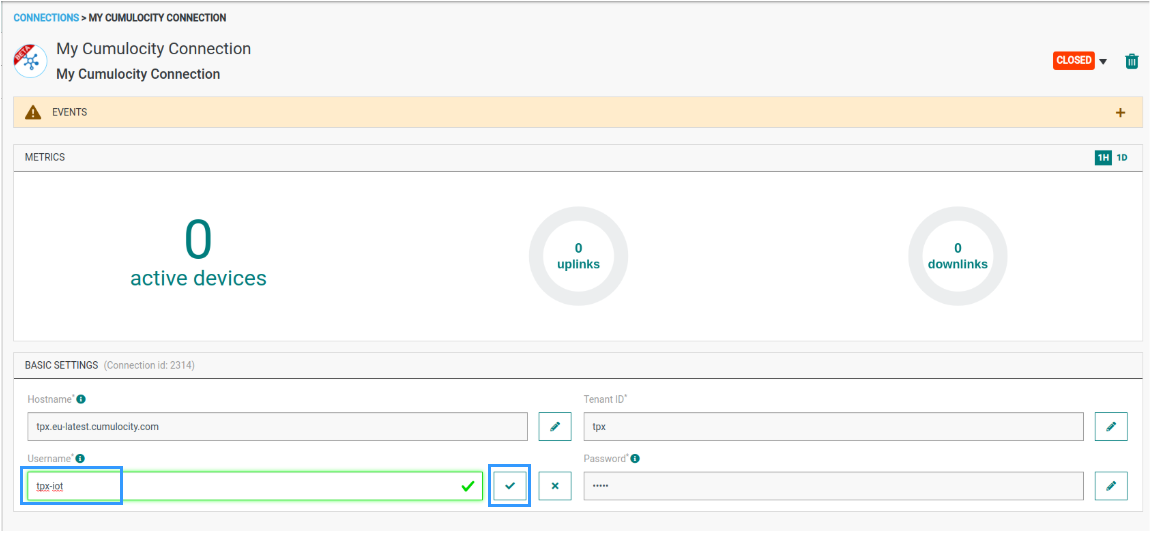 CONNECTIONS > MY CUMULOCITY CONNECTION
BETA
My Cumulocity Connection
My Cumulocity Connection
CLOSED
EVENTS
METRICS
1H 1D
0
active devices
0
uplinks
0
downlinks
BASIC SETTINGS (Connection id: 2314)
Hostname*
Tenant ID*
tpx.eu-latest.cumulocity.com
tpx
Username*
Password*
tpx-iot
•••••